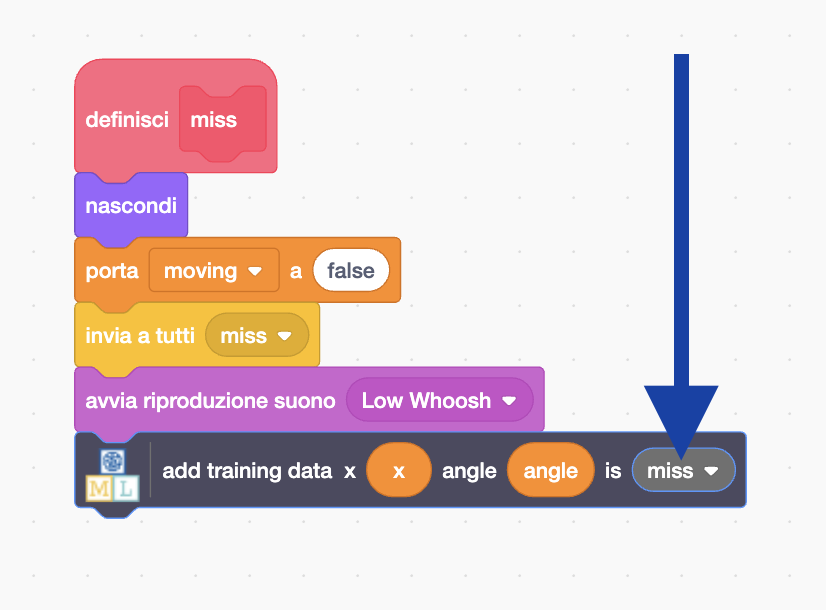 definisci miss
nascondi
porta moving a false
invia a tutti miss
avvia riproduzione suono Low Whoosh
M L add training data x x angle angle is miss